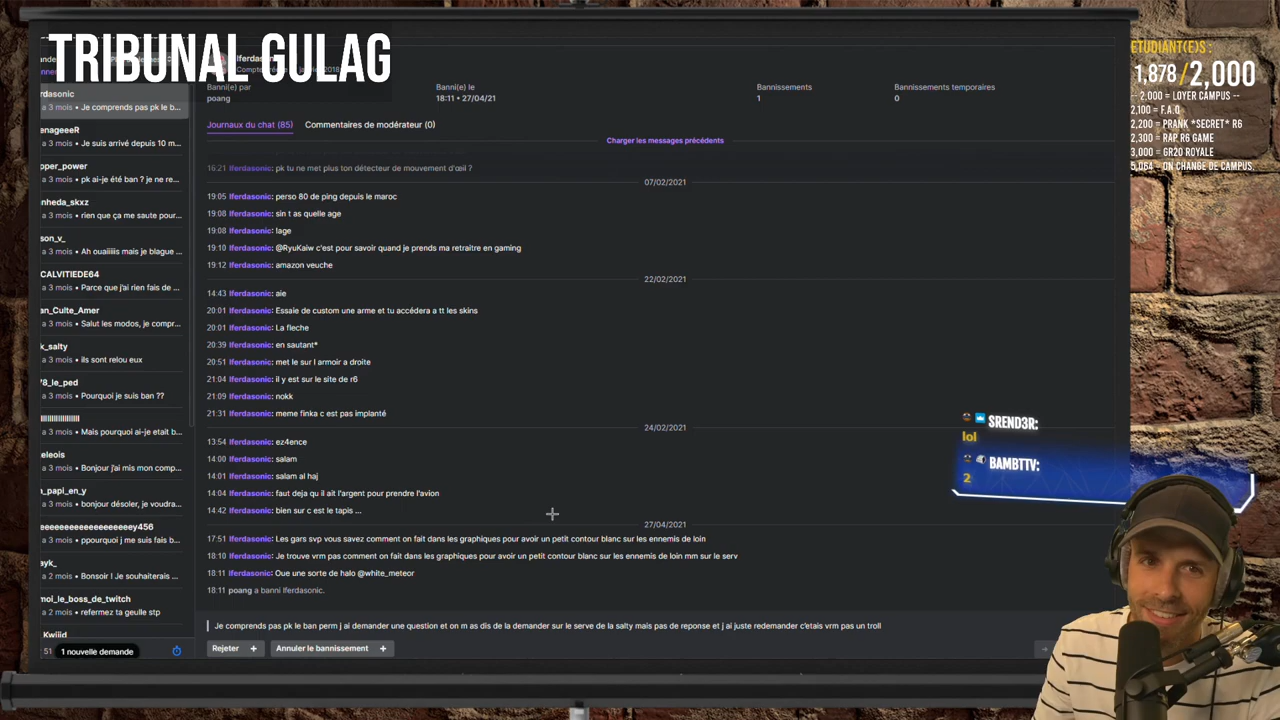 TRIBUNAL GULAG
lferdasonic
Banni(e) par
poang
Banni(e) le
18:11 • 27/04/21
Bannissements
1
Bannissements temporaires
0
Journaux du chat (85)
Commentaires de modérateur (0)
Charger les messages précédents
16:21 lferdasonic: pk tu ne met plus ton détecteur de mouvement d'œil ?
07/02/2021
19:05 lferdasonic: perso 80 de ping depuis le maroc
19:08 lferdasonic: sin t as quelle age
19:08 lferdasonic: lage
19:10 lferdasonic: @RyuKaiw c'est pour savoir quand je prends ma retraitre en gaming
19:12 lferdasonic: amazon veuche
22/02/2021
14:43 lferdasonic: aie
20:01 lferdasonic: Essaie de custom une arme et tu accédera a tt les skins
20:01 lferdasonic: La fleche
20:39 lferdasonic: en sautant*
20:51 lferdasonic: met le sur l armoir a droite
21:04 lferdasonic: il y est sur le site de r6
21:09 lferdasonic: nokk
21:31 lferdasonic: meme finka c est pas implanté
24/02/2021
13:54 lferdasonic: ez4ence
14:00 lferdasonic: salam
14:01 lferdasonic: salam al haj
14:04 lferdasonic: faut deja qu il ait l'argent pour prendre l'avion
14:42 lferdasonic: bien sur c est le tapis ...
27/04/2021
17:51 lferdasonic: Les gars svp vous savez comment on fait dans les graphiques pour avoir un petit contour blanc sur les ennemis de loin
18:10 lferdasonic: Je trouve vrm pas comment on fait dans les graphiques pour avoir un petit contour blanc sur les ennemis de loin mm sur le serv
18:11 lferdasonic: Oue une sorte de halo @white_meteor
18:11 poang a banni lferdasonic.
Je comprends pas pk le ban perm j ai demander une question et on m as dis de la demander sur le serve de la salty mais pas de reponse et j ai juste redemander c'etais vrm pas un troll
Rejeter +
Annuler le bannissement +
rdasonic
a 3 mois • Je comprends pas pk le b...
enageeeR
a 3 mois • Je suis arrivé depuis 10 m...
pper_power
a 3 mois • pk ai-je été ban ? je ne re...
nheda_skxz
a 3 mois • rien que ça me saute pour...
son_v_
a 3 mois • Ah ouaiiiiis mais je blague ...
CALVITIEDE64
a 3 mois • Parce que j'ai rien fais de ...
an_Culte_Amer
a 3 mois • Salut les modos, je compr...
k_salty
a 3 mois • ils sont relou eux
78_le_ped
a 3 mois • Pourquoi je suis ban ??
a 3 mois • Mais pourquoi ai-je etait b...
eleois
a 3 mois • Bonjour j'ai mis mon comp...
_papi_en_y
a 3 mois • bonjour désoler, je voudra...
eeeeeeeeeeeeeeeeeey456
a 3 mois • ppourquoi j me suis fais b...
ayk_
a 2 mois • Bonsoir ! Je souhaiterais ...
moi_le_boss_de_twitch
a 2 mois • refermez ta geulle stp
Kwiid
51
1 nouvelle demande
ETUDIANT(E)S :
1,878 / 2,000
-- 2,000 = LOYER CAMPUS --
2,100 = F.A.Q
2,200 = PRANK *SECRET* R6
2,300 = RAP R6 GAME
3,000 = GR20 ROYALE
5,064 = ON CHANGE DE CAMPUS
SREND3R:
lol
BAMBTTV:
2